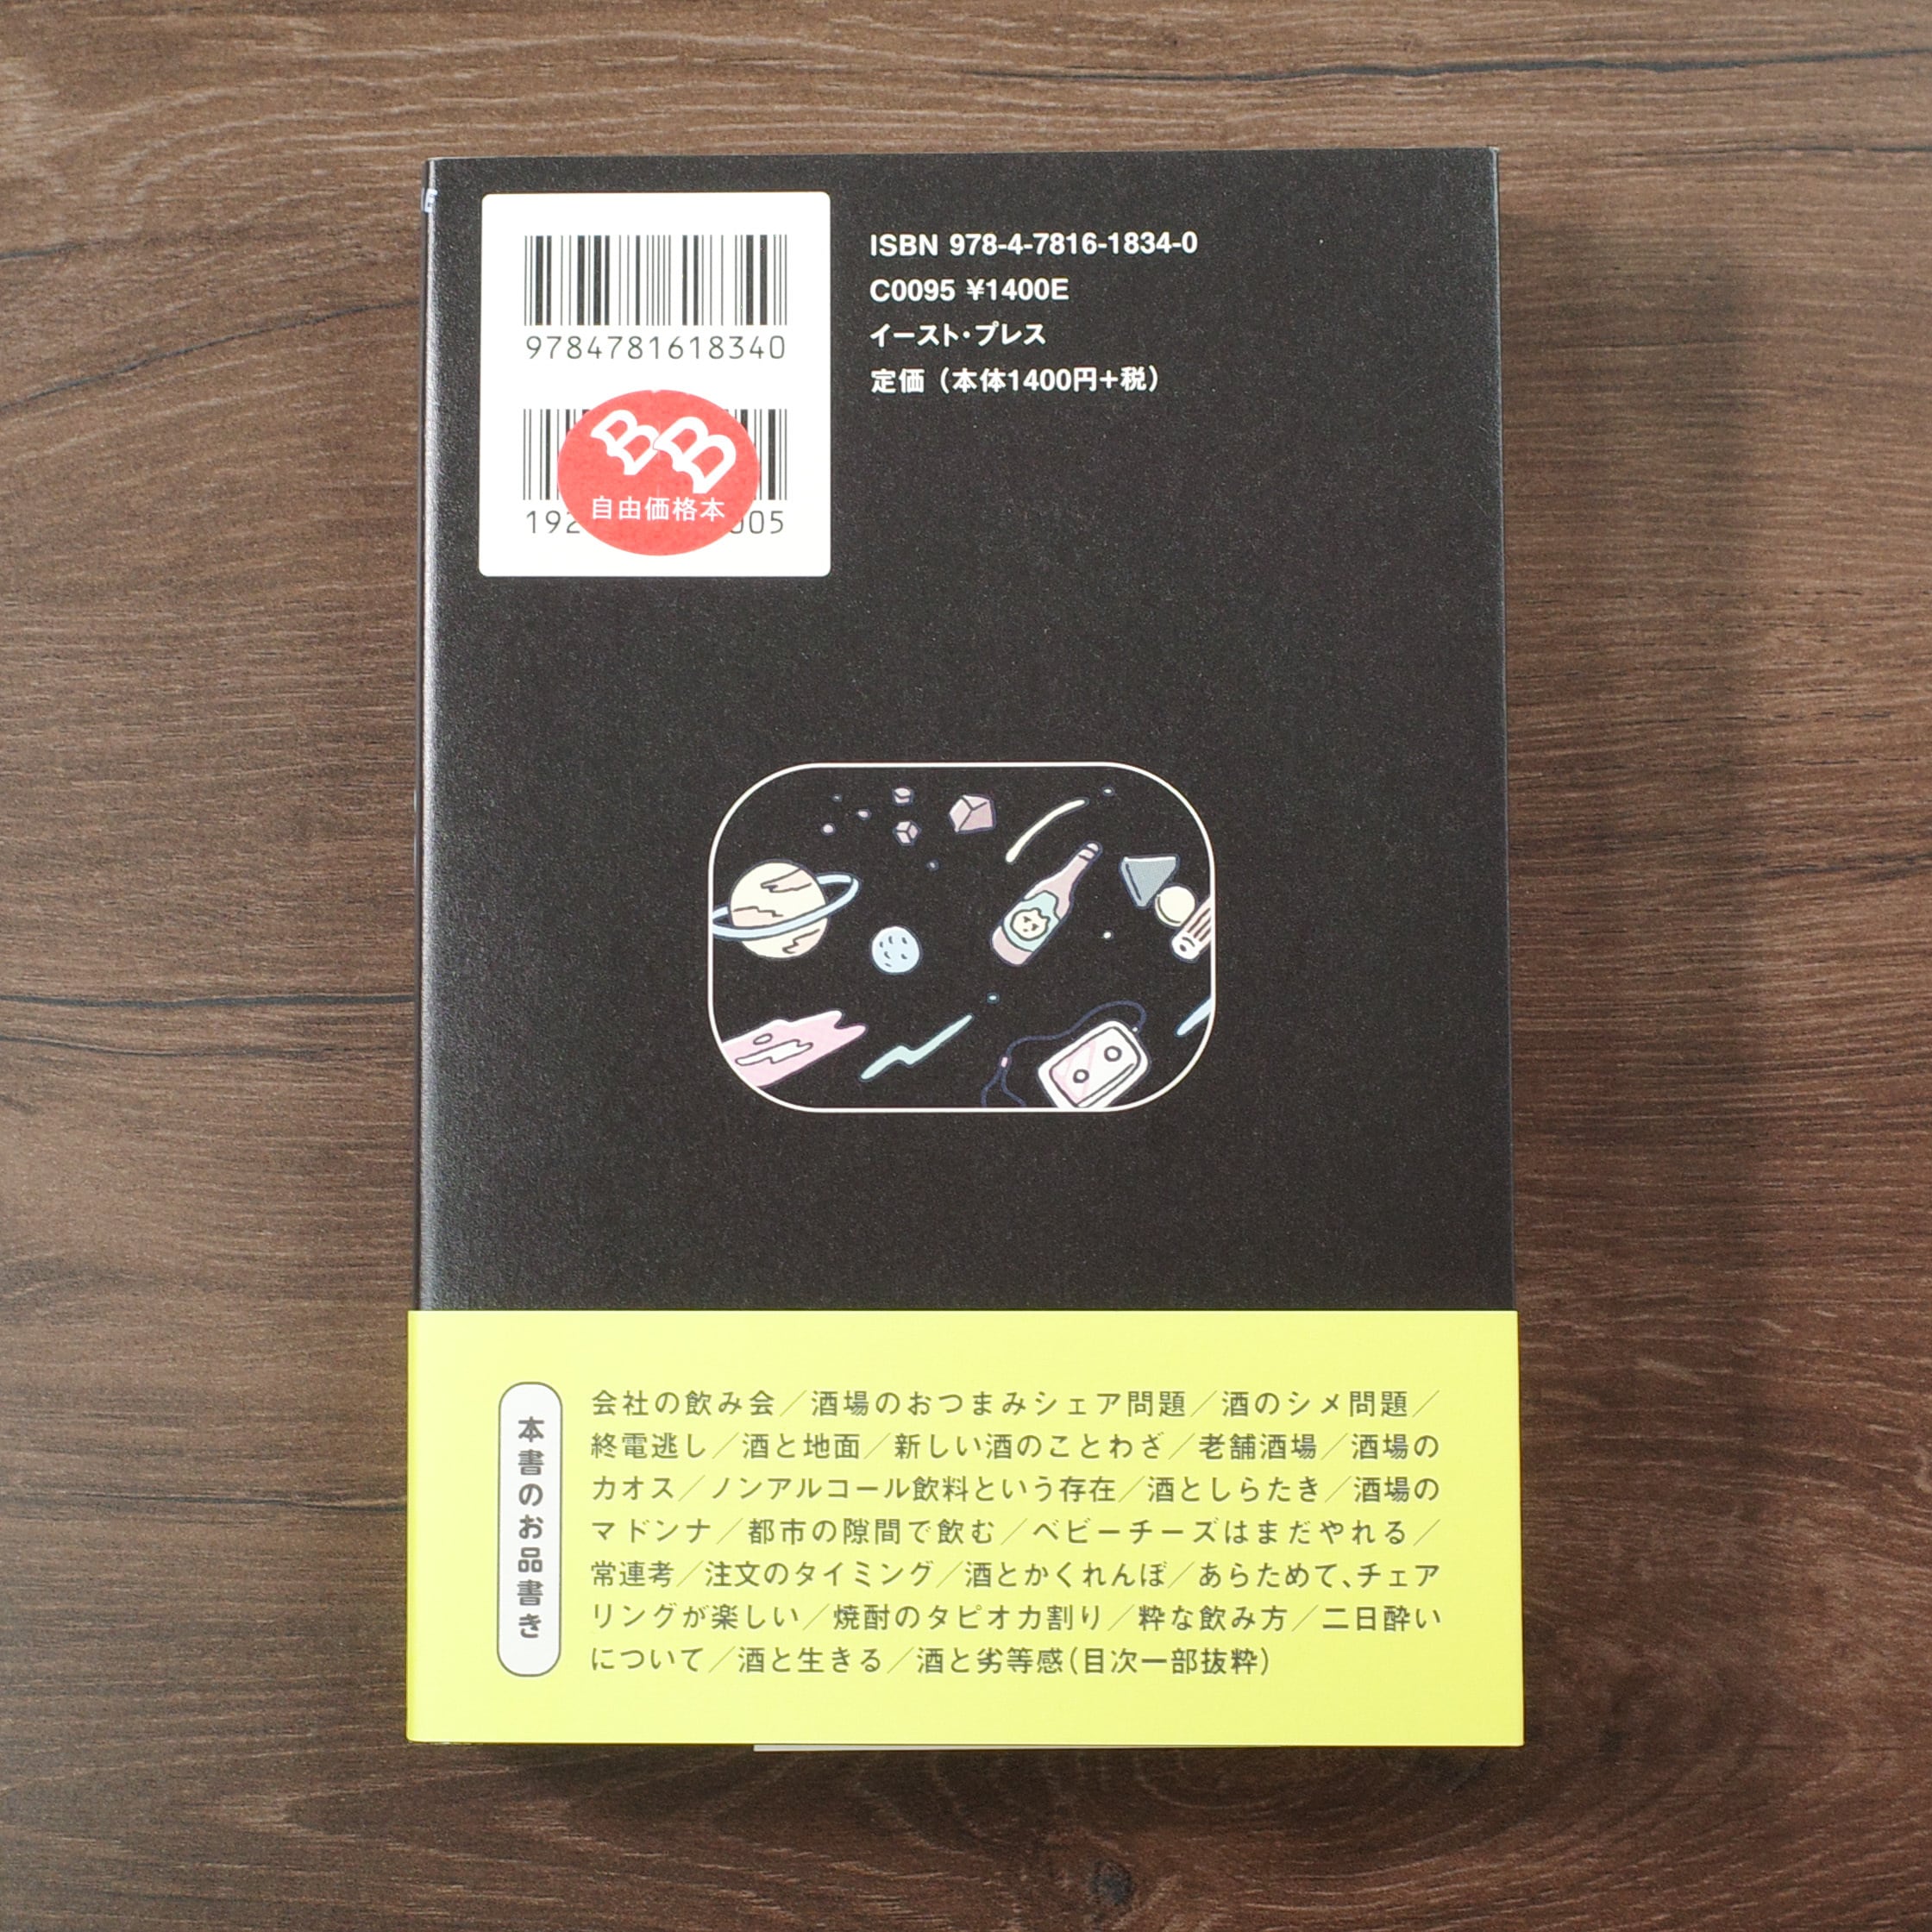 9784781618340
192
005
BB
自由価格本
ISBN 978-4-7816-1834-0
C0095 ¥1400E
イースト・プレス
定価（本体1400円+税）
本書のお品書き
会社の飲み会／酒場のおつまみシェア問題／酒のシメ問題／
終電逃し／酒と地面／新しい酒のことわざ／老舗酒場／酒場の
カオス／ノンアルコール飲料という存在／酒としらたき／酒場の
マドンナ／都市の隙間で飲む／ベビーチーズはまだやれる／
常連考／注文のタイミング／酒とかくれんぼ／あらためて、チェア
リングが楽しい／焼酎のタピオカ割り／粋な飲み方／二日酔い
について／酒と生きる／酒と劣等感（目次一部抜粋）